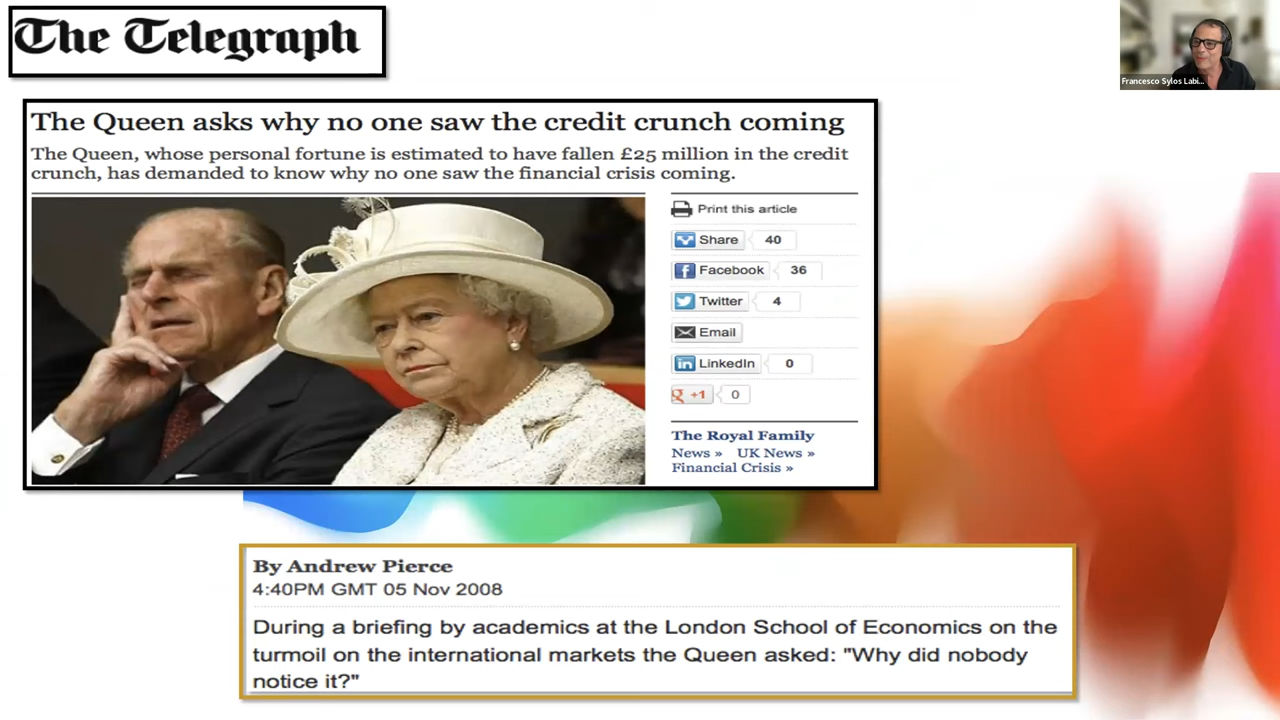 The Telegraph
Francesco Sylos Labi...
The Queen asks why no one saw the credit crunch coming
The Queen, whose personal fortune is estimated to have fallen £25 million in the credit
crunch, has demanded to know why no one saw the financial crisis coming.
Print this article
Share 40
Facebook 36
Twitter 4
Email
in LinkedIn 0
g +1 0
The Royal Family
News » UK News »
Financial Crisis »
By Andrew Pierce
4:40PM GMT 05 Nov 2008
During a briefing by academics at the London School of Economics on the
turmoil on the international markets the Queen asked: "Why did nobody
notice it?"